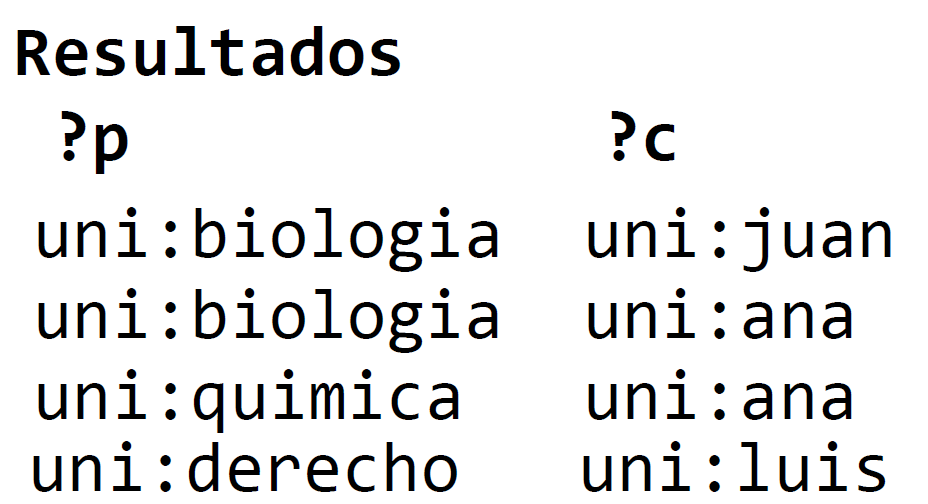 Resultados
?p ?c
uni:biologia uni:juan
uni:biologia uni:ana
uni:quimica uni:ana
uni:derecho uni:luis